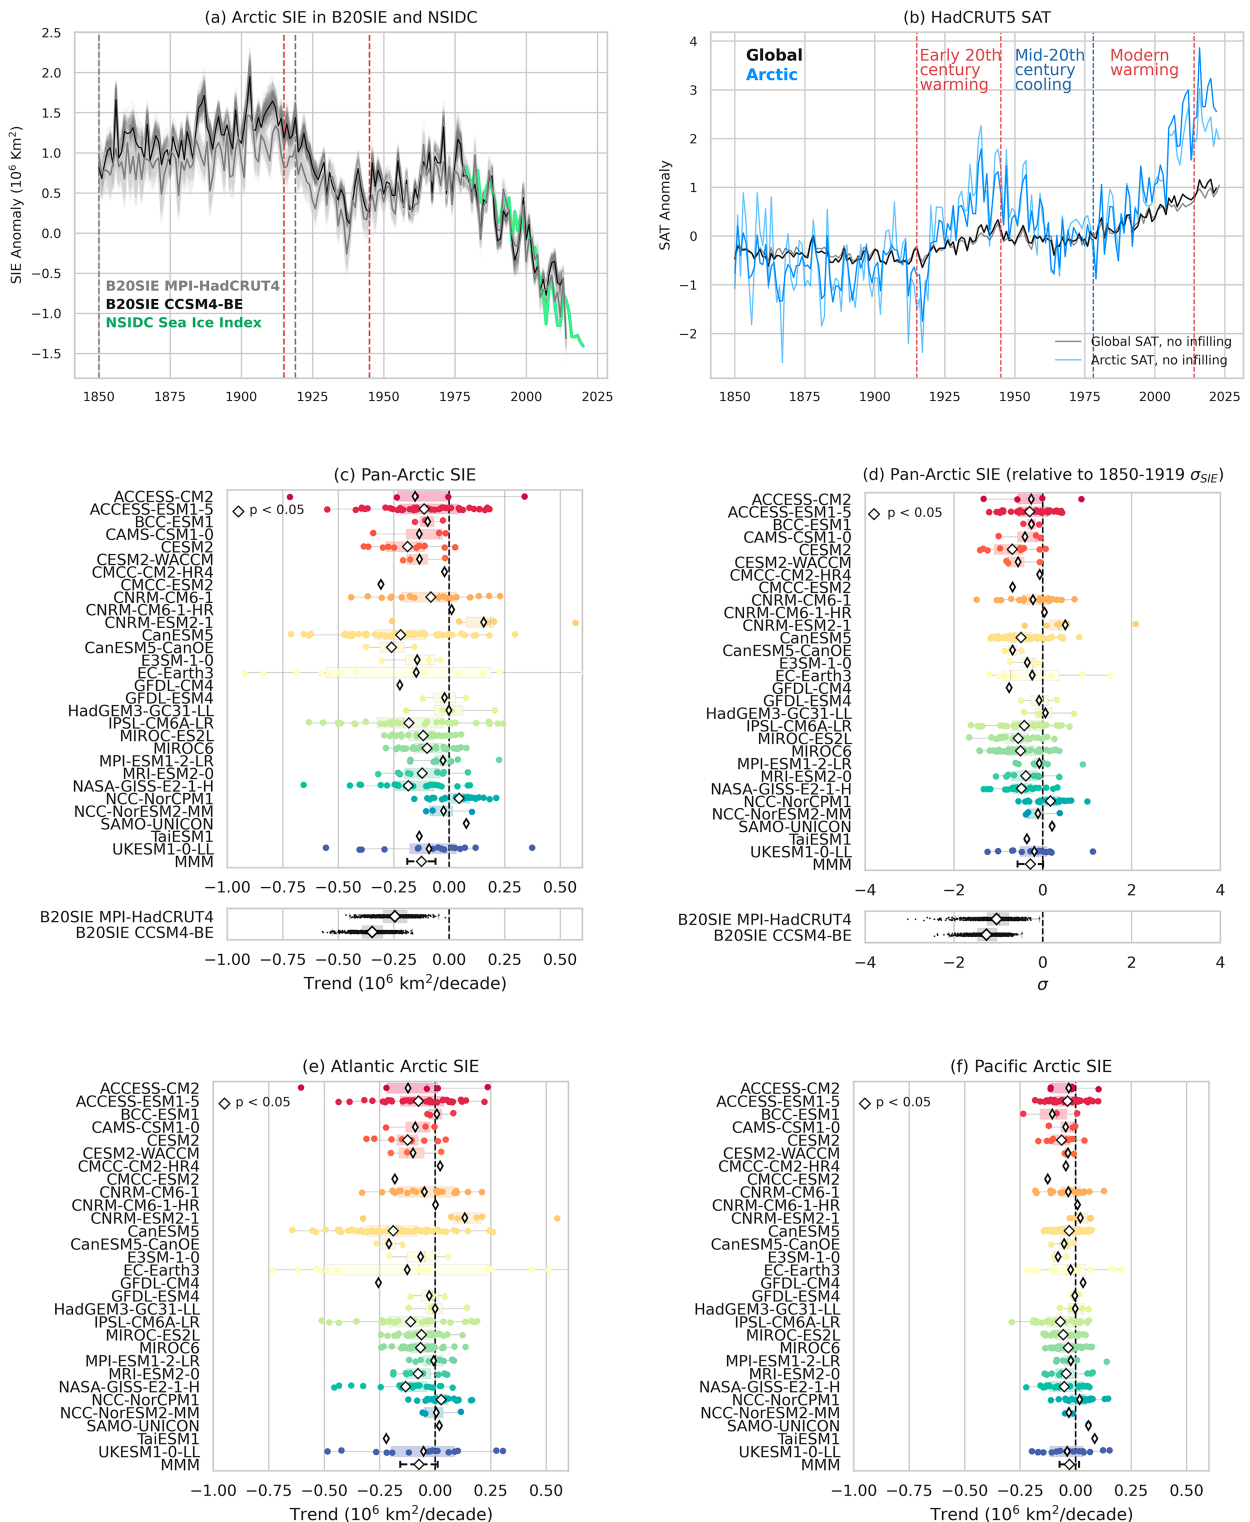 (a) Arctic SIE in B20SIE and NSIDC
2.5
2.0
1.5
1.0
0.5
0.0
−0.5
−1.0
−1.5
SIE Anomaly (10⁶ Km²)
B20SIE MPI-HadCRUT4
B20SIE CCSM4-BE
NSIDC Sea Ice Index
1850 1875 1900 1925 1950 1975 2000 2025
(b) HadCRUT5 SAT
4
3
2
1
0
−1
−2
SAT Anomaly
Global
Arctic
Early 20th
century
warming
Mid-20th
century
cooling
Modern
warming
Global SAT, no infilling
Arctic SAT, no infilling
1850 1875 1900 1925 1950 1975 2000 2025
(c) Pan-Arctic SIE
p < 0.05
ACCESS-CM2
ACCESS-ESM1-5
BCC-ESM1
CAMS-CSM1-0
CESM2
CESM2-WACCM
CMCC-CM2-HR4
CMCC-ESM2
CNRM-CM6-1
CNRM-CM6-1-HR
CNRM-ESM2-1
CanESM5
CanESM5-CanOE
E3SM-1-0
EC-Earth3
GFDL-CM4
GFDL-ESM4
HadGEM3-GC31-LL
IPSL-CM6A-LR
MIROC-ES2L
MIROC6
MPI-ESM1-2-LR
MRI-ESM2-0
NASA-GISS-E2-1-H
NCC-NorCPM1
NCC-NorESM2-MM
SAMO-UNICON
TaiESM1
UKESM1-0-LL
MMM
−1.00 −0.75 −0.50 −0.25 0.00 0.25 0.50
B20SIE MPI-HadCRUT4
B20SIE CCSM4-BE
−1.00 −0.75 −0.50 −0.25 0.00 0.25 0.50
Trend (10⁶ km²/decade)
(d) Pan-Arctic SIE (relative to 1850-1919 σSIE)
p < 0.05
ACCESS-CM2
ACCESS-ESM1-5
BCC-ESM1
CAMS-CSM1-0
CESM2
CESM2-WACCM
CMCC-CM2-HR4
CMCC-ESM2
CNRM-CM6-1
CNRM-CM6-1-HR
CNRM-ESM2-1
CanESM5
CanESM5-CanOE
E3SM-1-0
EC-Earth3
GFDL-CM4
GFDL-ESM4
HadGEM3-GC31-LL
IPSL-CM6A-LR
MIROC-ES2L
MIROC6
MPI-ESM1-2-LR
MRI-ESM2-0
NASA-GISS-E2-1-H
NCC-NorCPM1
NCC-NorESM2-MM
SAMO-UNICON
TaiESM1
UKESM1-0-LL
MMM
−4 −2 0 2 4
B20SIE MPI-HadCRUT4
B20SIE CCSM4-BE
−4 −2 0 2 4
σ
(e) Atlantic Arctic SIE
p < 0.05
ACCESS-CM2
ACCESS-ESM1-5
BCC-ESM1
CAMS-CSM1-0
CESM2
CESM2-WACCM
CMCC-CM2-HR4
CMCC-ESM2
CNRM-CM6-1
CNRM-CM6-1-HR
CNRM-ESM2-1
CanESM5
CanESM5-CanOE
E3SM-1-0
EC-Earth3
GFDL-CM4
GFDL-ESM4
HadGEM3-GC31-LL
IPSL-CM6A-LR
MIROC-ES2L
MIROC6
MPI-ESM1-2-LR
MRI-ESM2-0
NASA-GISS-E2-1-H
NCC-NorCPM1
NCC-NorESM2-MM
SAMO-UNICON
TaiESM1
UKESM1-0-LL
MMM
−1.00 −0.75 −0.50 −0.25 0.00 0.25 0.50
Trend (10⁶ km²/decade)
(f) Pacific Arctic SIE
p < 0.05
ACCESS-CM2
ACCESS-ESM1-5
BCC-ESM1
CAMS-CSM1-0
CESM2
CESM2-WACCM
CMCC-CM2-HR4
CMCC-ESM2
CNRM-CM6-1
CNRM-CM6-1-HR
CNRM-ESM2-1
CanESM5
CanESM5-CanOE
E3SM-1-0
EC-Earth3
GFDL-CM4
GFDL-ESM4
HadGEM3-GC31-LL
IPSL-CM6A-LR
MIROC-ES2L
MIROC6
MPI-ESM1-2-LR
MRI-ESM2-0
NASA-GISS-E2-1-H
NCC-NorCPM1
NCC-NorESM2-MM
SAMO-UNICON
TaiESM1
UKESM1-0-LL
MMM
−1.00 −0.75 −0.50 −0.25 0.00 0.25 0.50
Trend (10⁶ km²/decade)